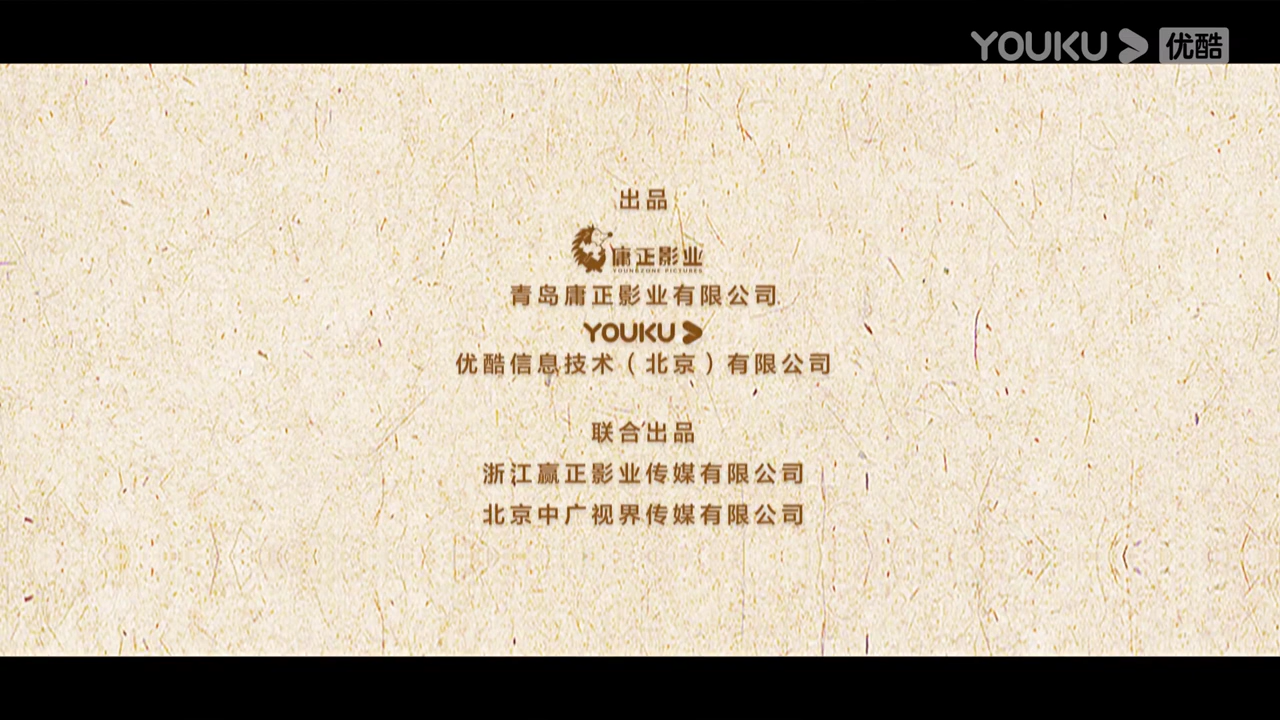 YOUKU 优酷
出品
庸正影业
YOUNGZONE PICTURES
青岛庸正影业有限公司
YOUKU
优酷信息技术（北京）有限公司
联合出品
浙江赢正影业传媒有限公司
北京中广视界传媒有限公司